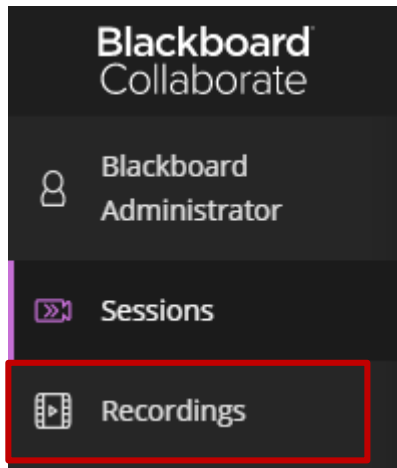 Blackboard
Collaborate
Blackboard
Administrator
Sessions
Recordings